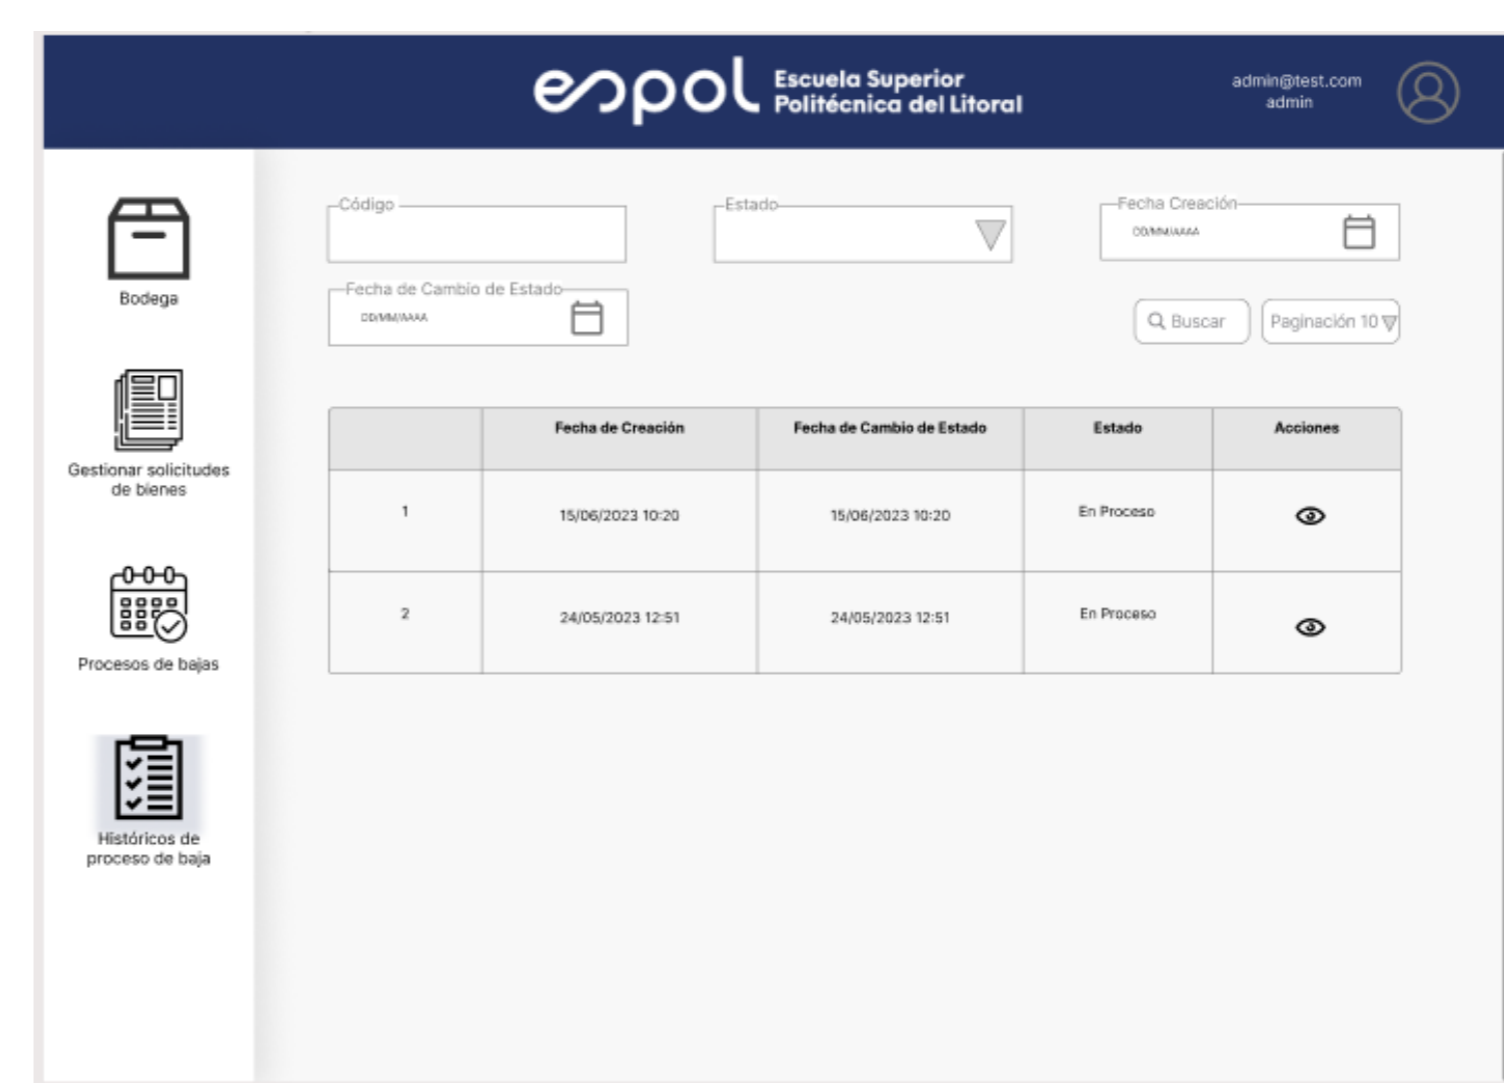 espol Escuela Superior
Politécnica del Litoral
admin@test.com
admin
Bodega
Gestionar solicitudes
de bienes
Procesos de bajas
Históricos de
proceso de baja
Código
Estado
Fecha Creación
DD/MM/AAAA
Fecha de Cambio de Estado
DD/MM/AAAA
Buscar
Paginación 10
Fecha de Creación Fecha de Cambio de Estado Estado Acciones
1 15/06/2023 10:20 15/06/2023 10:20 En Proceso
2 24/05/2023 12:51 24/05/2023 12:51 En Proceso